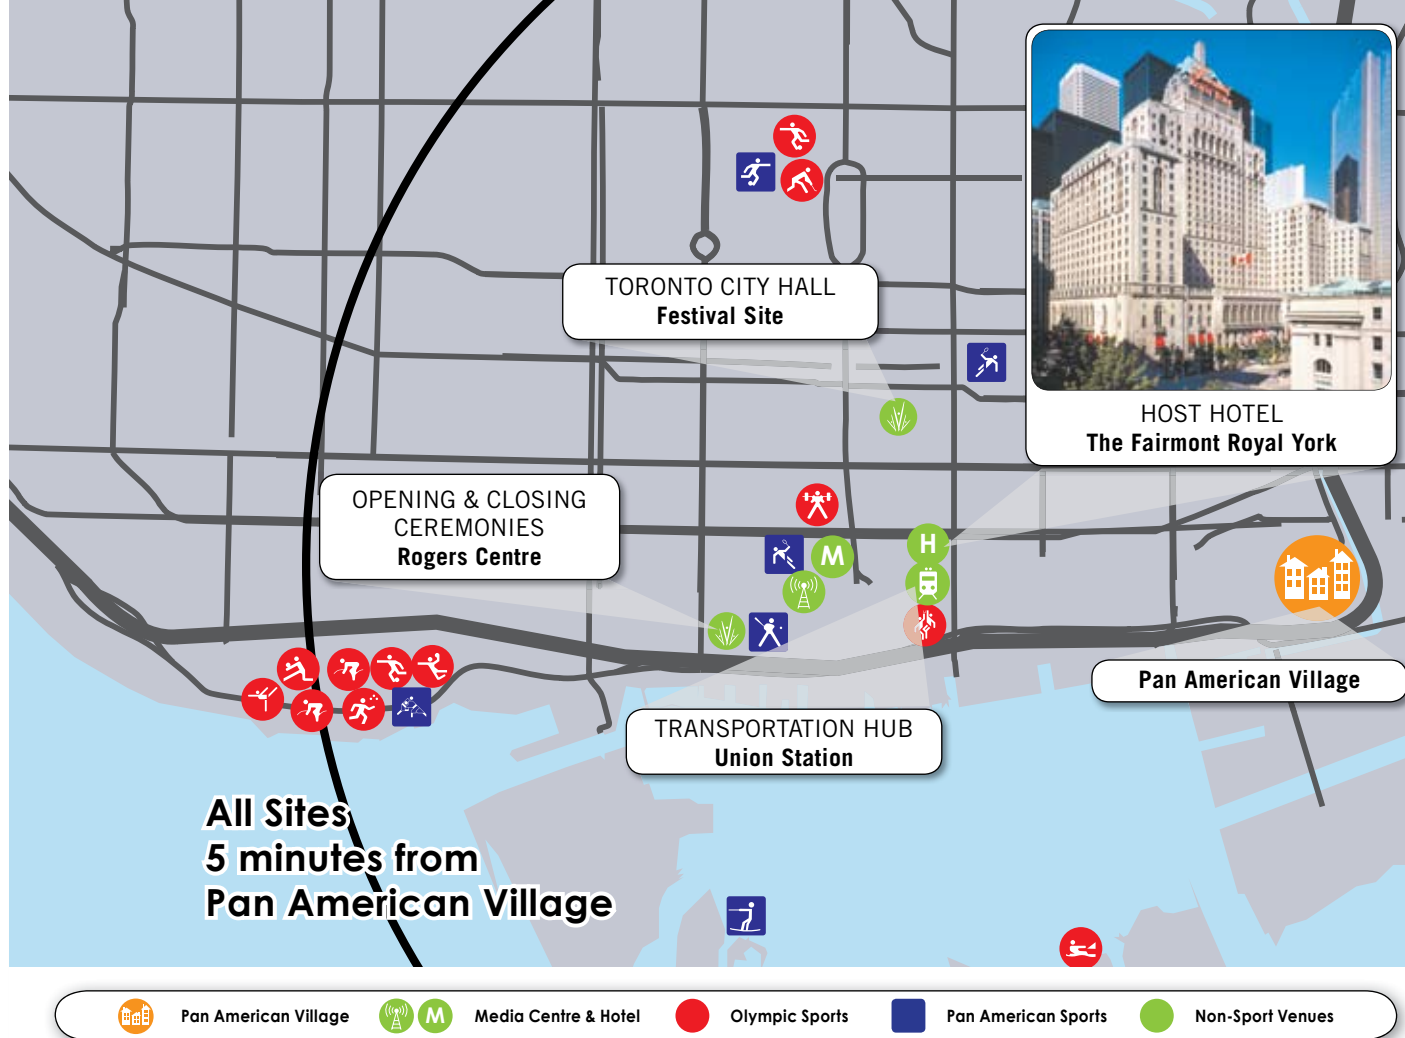 TORONTO CITY HALL
Festival Site
HOST HOTEL
The Fairmont Royal York
OPENING & CLOSING
CEREMONIES
Rogers Centre
M
H
Pan American Village
TRANSPORTATION HUB
Union Station
All Sites
5 minutes from
Pan American Village
Pan American Village
M
Media Centre & Hotel
Olympic Sports
Pan American Sports
Non-Sport Venues